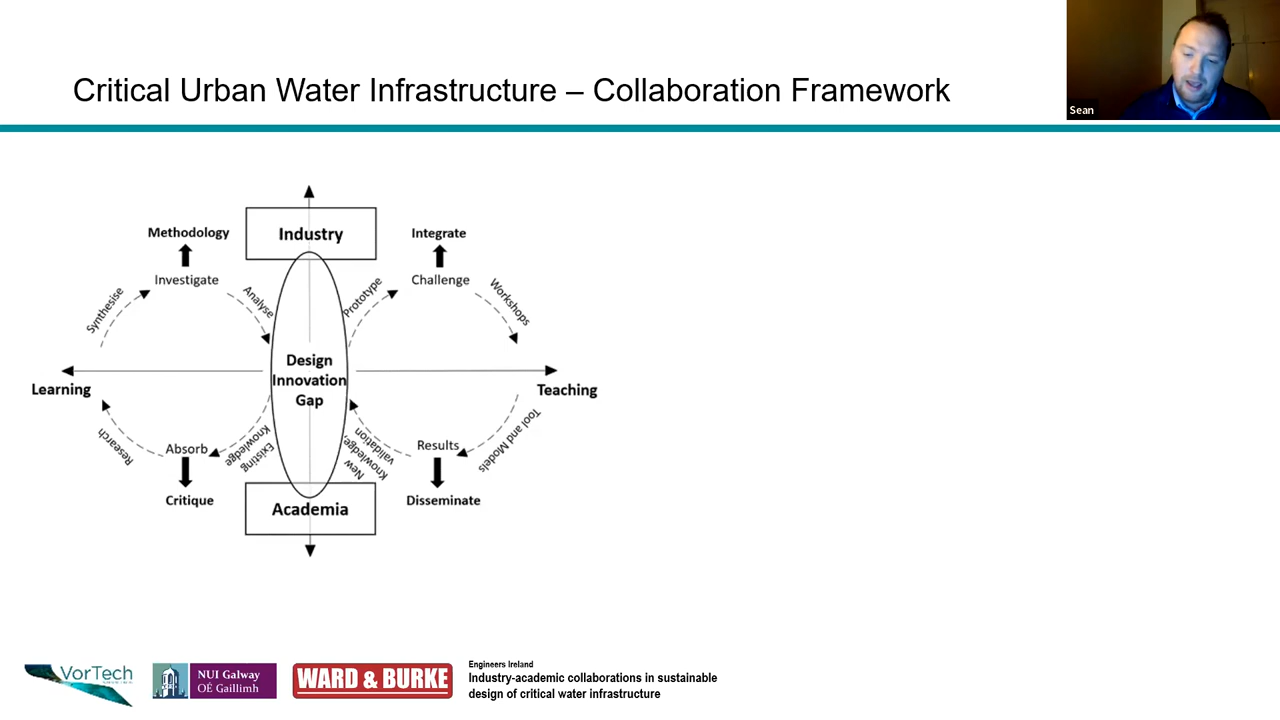 Critical Urban Water Infrastructure – Collaboration Framework
Sean
Methodology
Industry
Integrate
Investigate
Challenge
Synthesise
Analyse
Prototype
Workshops
Design
Innovation
Gap
Learning
Teaching
Research
Absorb
Existing
Knowledge
New
Knowledge,
validation
Results
Tool and Models
Critique
Academia
Disseminate
VorTech
NUI Galway
OÉ Gaillimh
WARD & BURKE
Engineers Ireland
Industry-academic collaborations in sustainable
design of critical water infrastructure